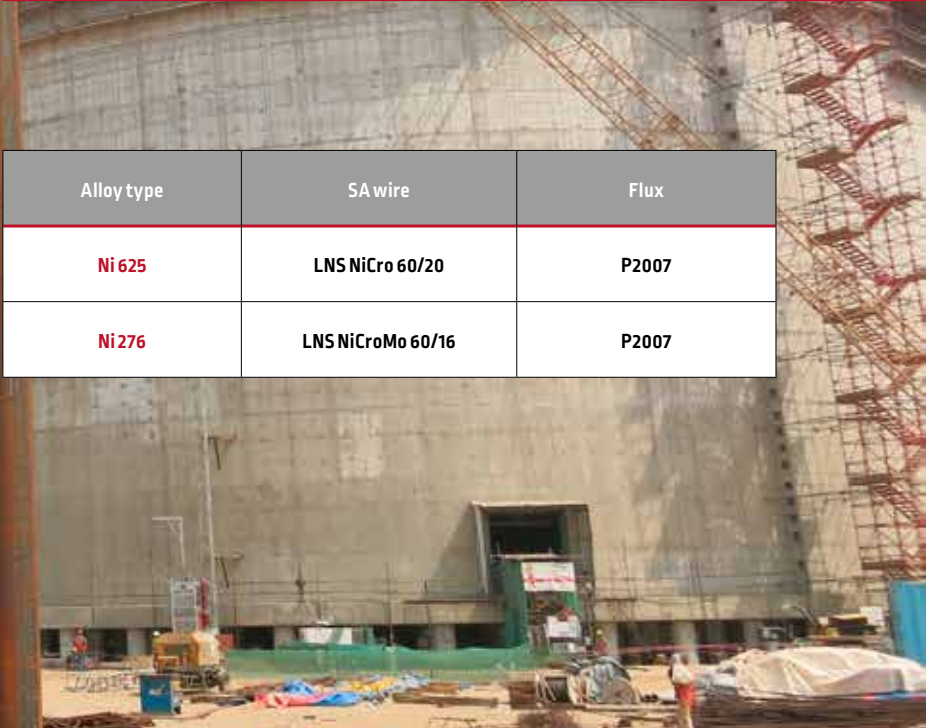 Alloy type SA wire Flux
Ni 625 LNS NiCro 60/20 P2007
Ni 276 LNS NiCroMo 60/16 P2007